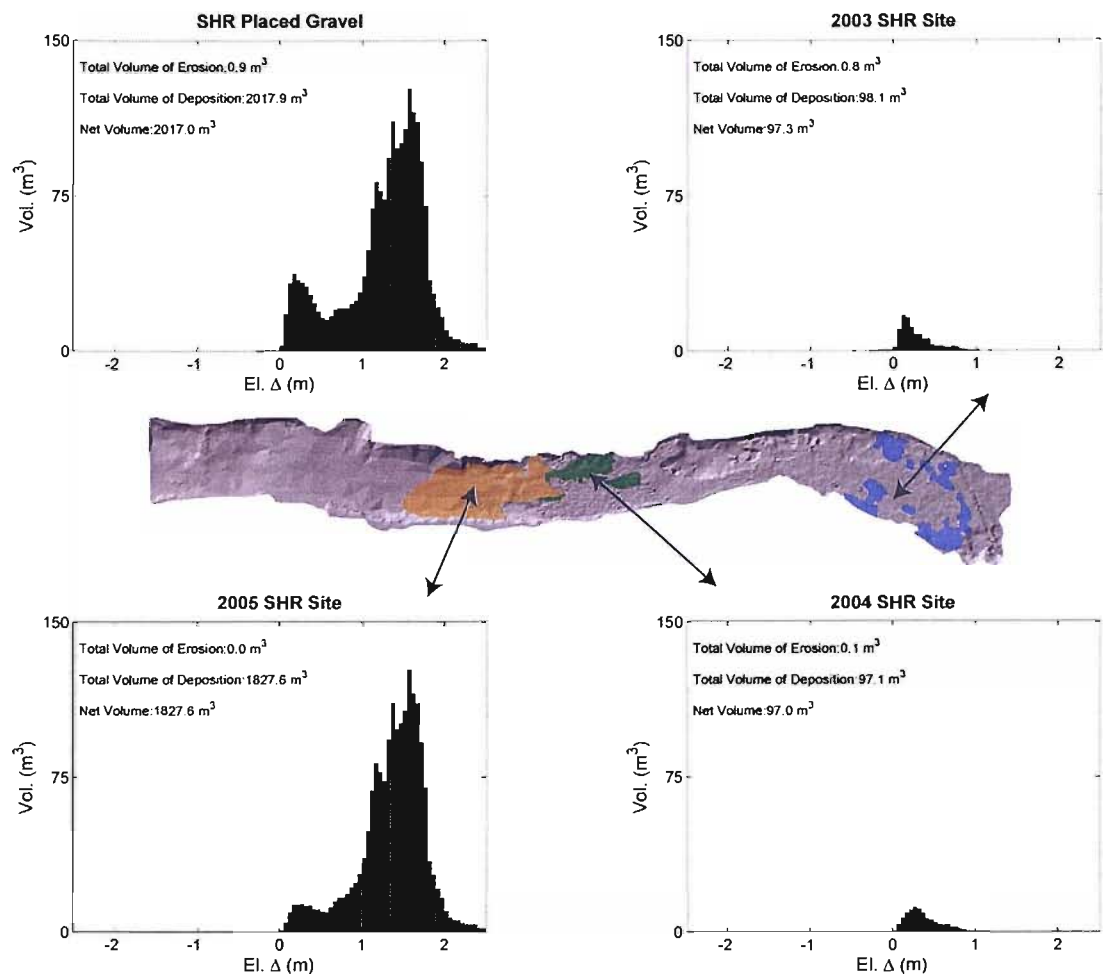 SHR Placed Gravel
150
Total Volume of Erosion:0.9 m³
Total Volume of Deposition:2017.9 m³
Net Volume:2017.0 m³
Vol. (m³)
75
0
-2 -1 0 1 2
El. Δ (m)
2003 SHR Site
150
Total Volume of Erosion:0.8 m³
Total Volume of Deposition:98.1 m³
Net Volume:97.3 m³
Vol. (m³)
75
0
-2 -1 0 1 2
El. Δ (m)
2005 SHR Site
150
Total Volume of Erosion:0.0 m³
Total Volume of Deposition:1827.6 m³
Net Volume:1827.6 m³
Vol. (m³)
75
0
-2 -1 0 1 2
El. Δ (m)
2004 SHR Site
150
Total Volume of Erosion:0.1 m³
Total Volume of Deposition:97.1 m³
Net Volume:97.0 m³
Vol. (m³)
75
0
-2 -1 0 1 2
El. Δ (m)